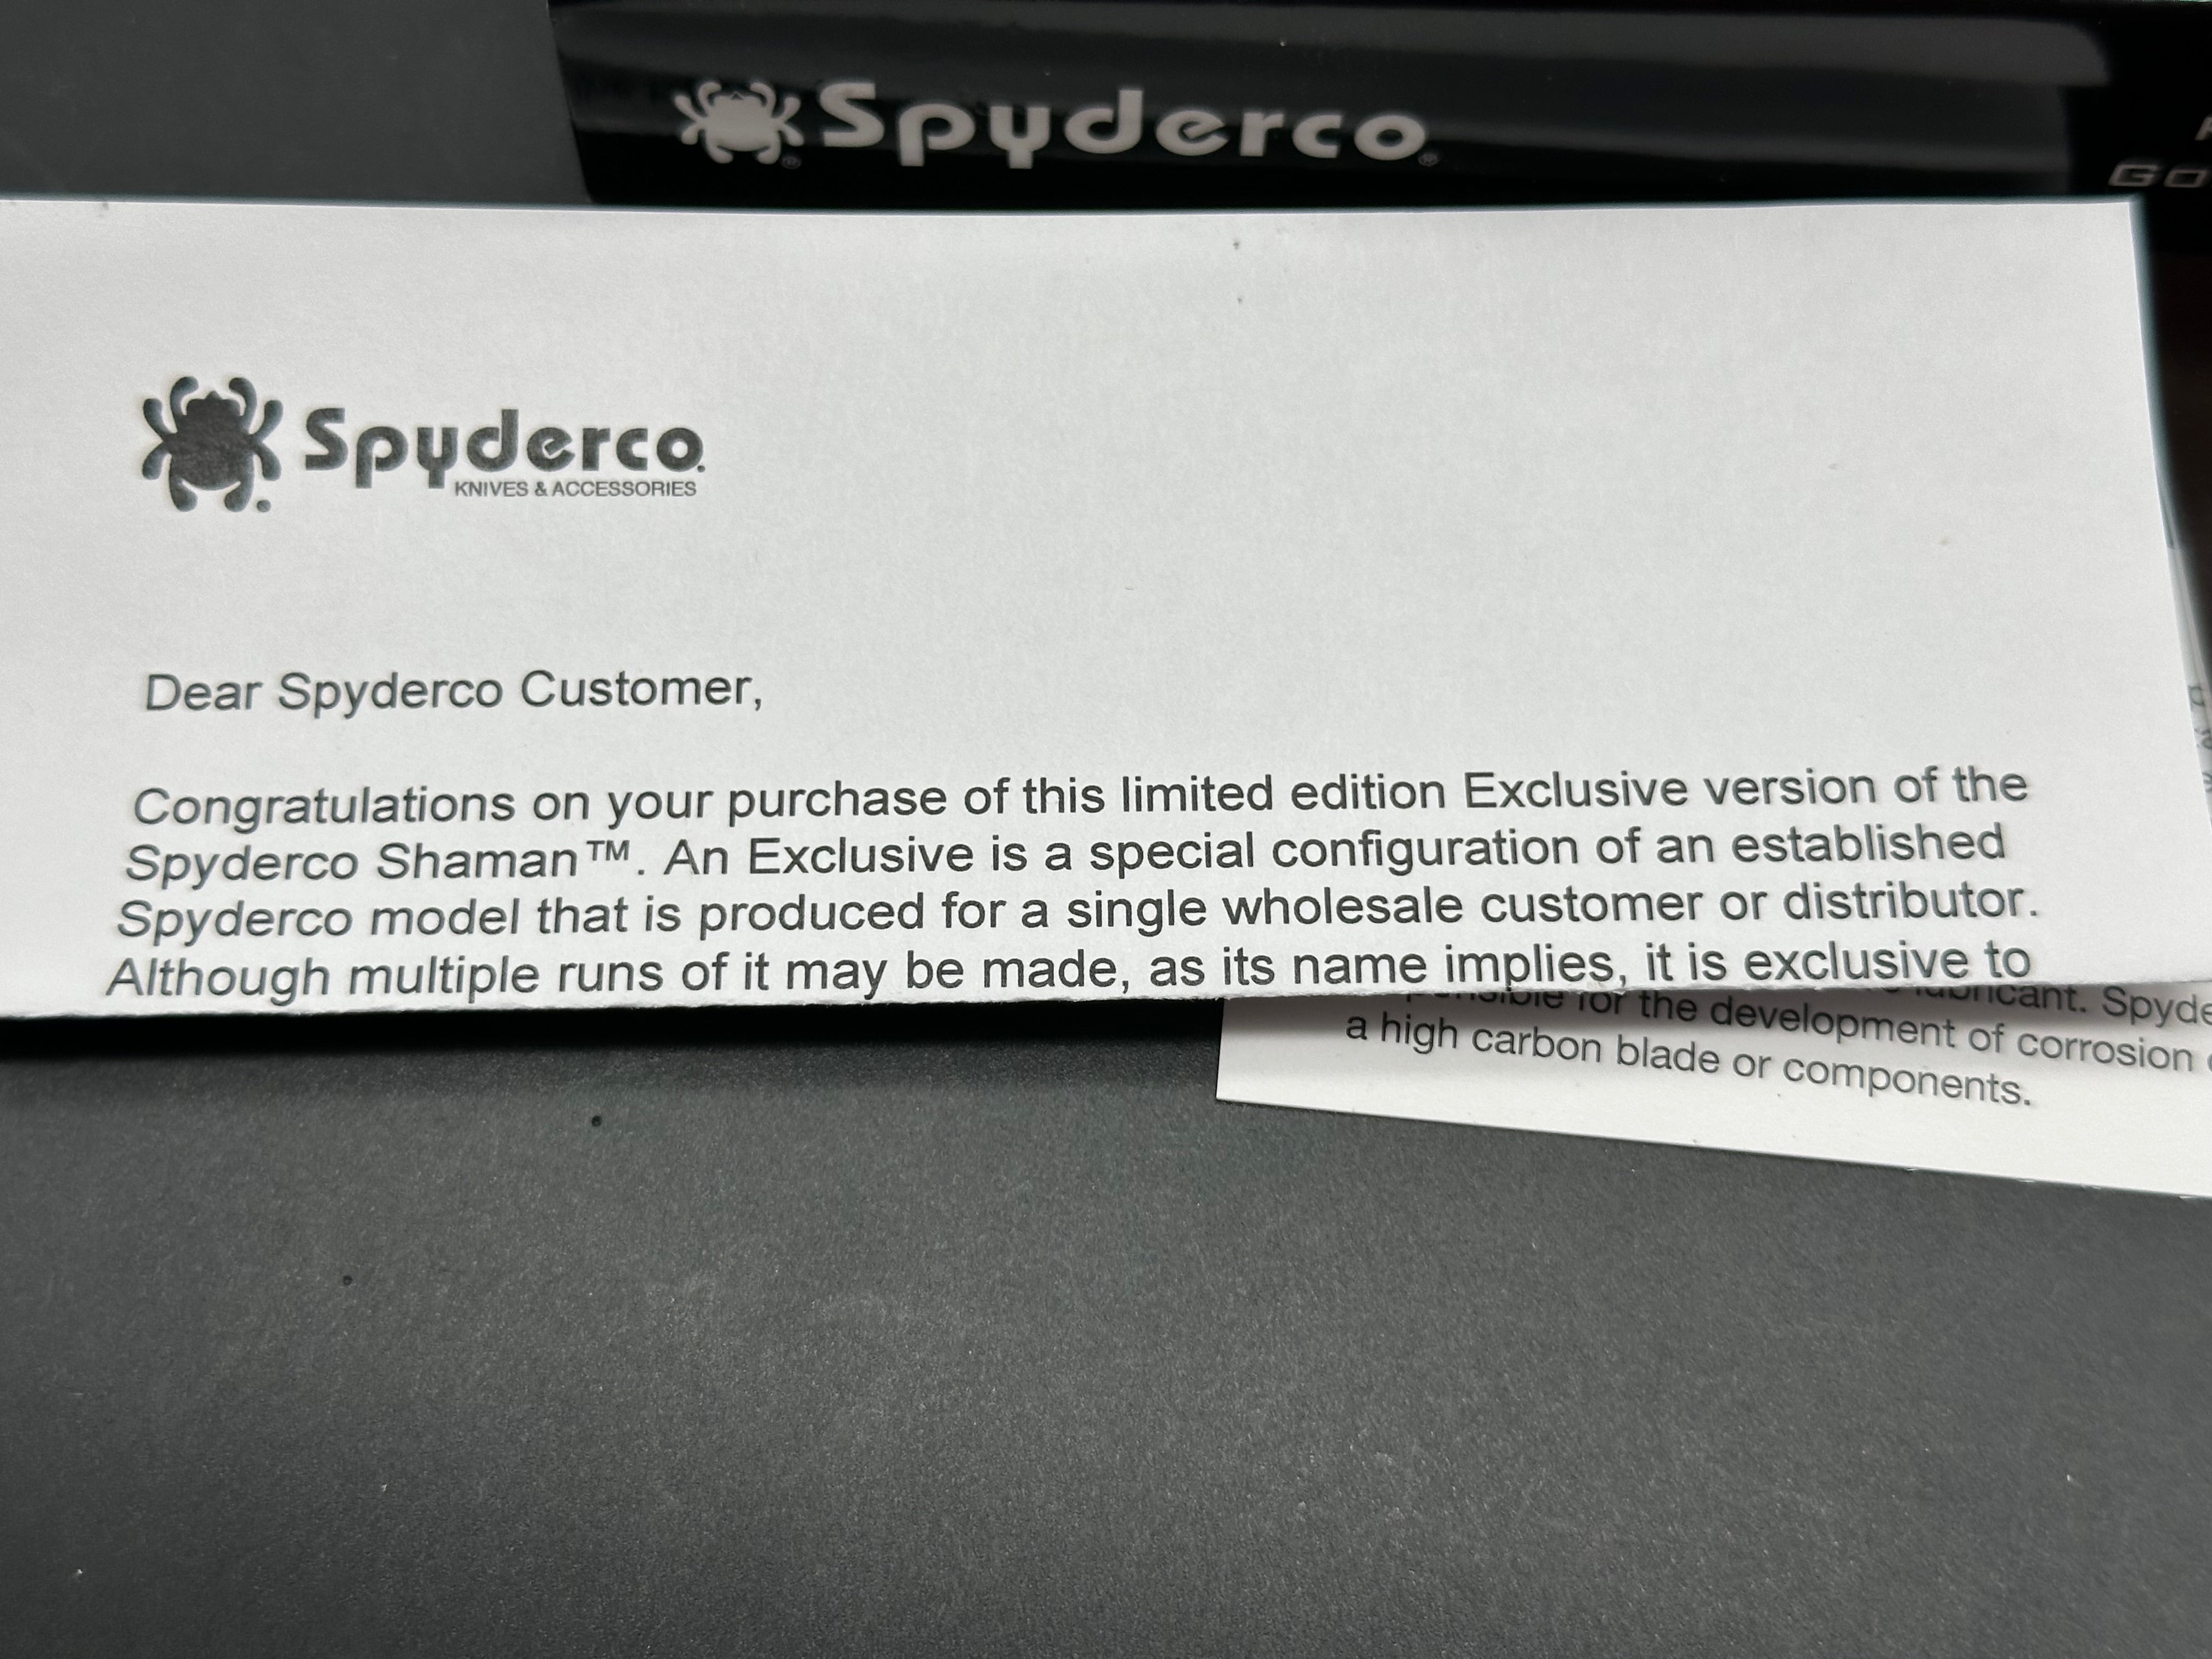 Spyderco
GO
Spyderco
KNIVES & ACCESSORIES
Dear Spyderco Customer,
Congratulations on your purchase of this limited edition Exclusive version of the
Spyderco Shaman™. An Exclusive is a special configuration of an established
Spyderco model that is produced for a single wholesale customer or distributor.
Although multiple runs of it may be made, as its name implies, it is exclusive to
lubricant. Spyde
for the development of corrosion
a high carbon blade or components.